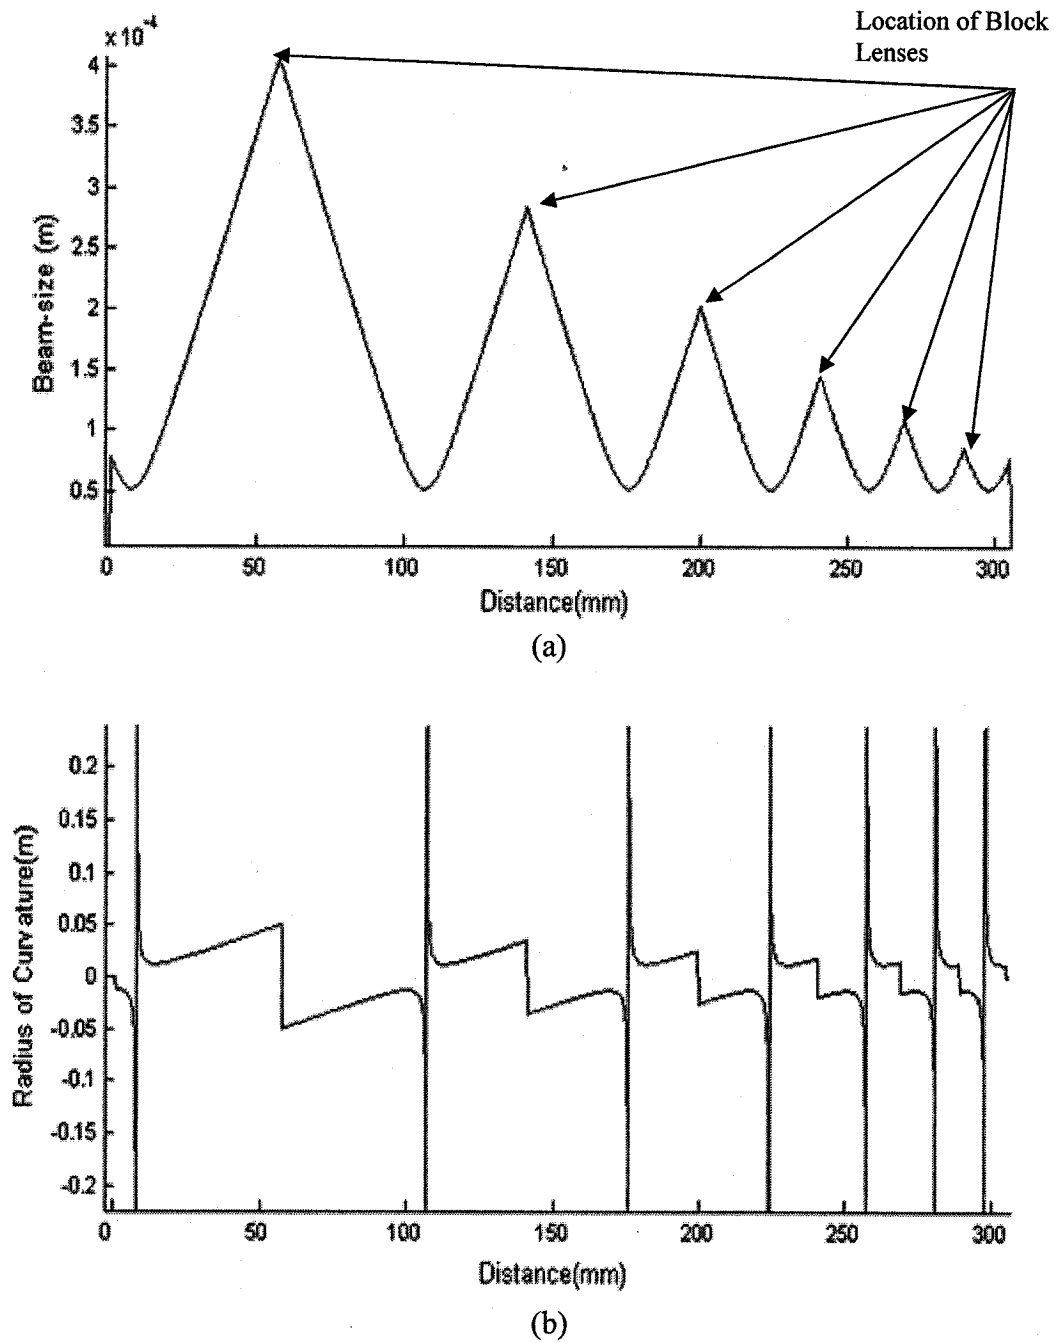 Location of Block
Lenses
x10-4
4
3.5
3
2.5
2
1.5
1
0.5
Beam-size (m)
0 50 100 150 200 250 300
Distance(mm)
(a)
0.2
0.15
0.1
0.05
0
-0.05
-0.1
-0.15
-0.2
Radius of Curvature(m)
0 50 100 150 200 250 300
Distance(mm)
(b)